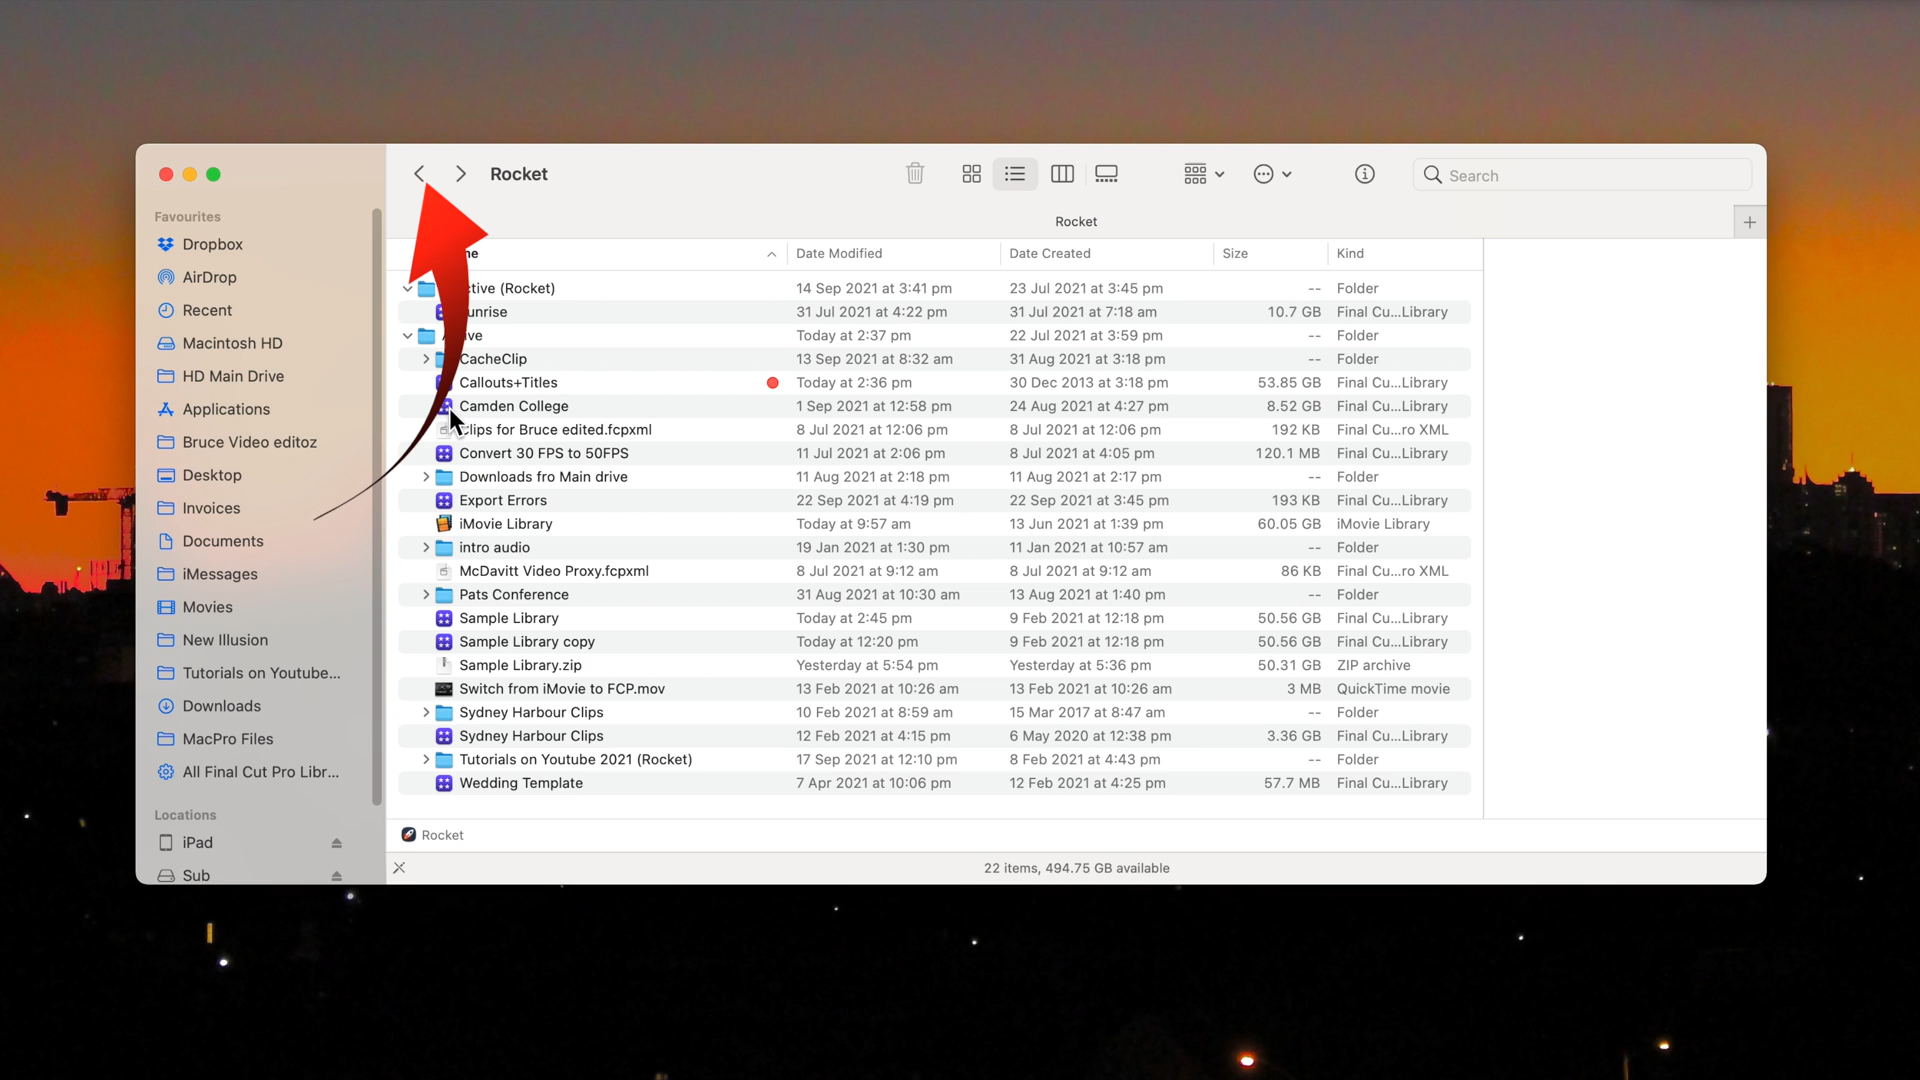 Rocket
Search
Rocket
Favourites
Dropbox
AirDrop
Recent
Macintosh HD
HD Main Drive
Applications
Bruce Video editoz
Desktop
Invoices
Documents
iMessages
Movies
New Illusion
Tutorials on Youtube...
Downloads
MacPro Files
All Final Cut Pro Libr...
Locations
iPad
Sub
Date Modified Date Created Size Kind
(Rocket) 14 Sep 2021 at 3:41 pm 23 Jul 2021 at 3:45 pm -- Folder
31 Jul 2021 at 4:22 pm 31 Jul 2021 at 7:18 am 10.7 GB Final Cu...Library
Today at 2:37 pm 22 Jul 2021 at 3:59 pm -- Folder
CacheClip 13 Sep 2021 at 8:32 am 31 Aug 2021 at 3:18 pm -- Folder
Callouts+Titles Today at 2:36 pm 30 Dec 2013 at 3:18 pm 53.85 GB Final Cu...Library
Camden College 1 Sep 2021 at 12:58 pm 24 Aug 2021 at 4:27 pm 8.52 GB Final Cu...Library
Clips for Bruce edited.fcpxml 8 Jul 2021 at 12:06 pm 8 Jul 2021 at 12:06 pm 192 KB Final Cu...ro XML
Convert 30 FPS to 50FPS 11 Jul 2021 at 2:06 pm 8 Jul 2021 at 4:05 pm 120.1 MB Final Cu...Library
Downloads fro Main drive 11 Aug 2021 at 2:18 pm 11 Aug 2021 at 2:17 pm -- Folder
Export Errors 22 Sep 2021 at 4:19 pm 22 Sep 2021 at 3:45 pm 193 KB Final Cu...Library
iMovie Library Today at 9:57 am 13 Jun 2021 at 1:39 pm 60.05 GB iMovie Library
intro audio 19 Jan 2021 at 1:30 pm 11 Jan 2021 at 10:57 am -- Folder
McDavitt Video Proxy.fcpxml 8 Jul 2021 at 9:12 am 8 Jul 2021 at 9:12 am 86 KB Final Cu...ro XML
Pats Conference 31 Aug 2021 at 10:30 am 13 Aug 2021 at 1:40 pm -- Folder
Sample Library Today at 2:45 pm 9 Feb 2021 at 12:18 pm 50.56 GB Final Cu...Library
Sample Library copy Today at 12:20 pm 9 Feb 2021 at 12:18 pm 50.56 GB Final Cu...Library
Sample Library.zip Yesterday at 5:54 pm Yesterday at 5:36 pm 50.31 GB ZIP archive
Switch from iMovie to FCP.mov 13 Feb 2021 at 10:26 am 13 Feb 2021 at 10:26 am 3 MB QuickTime movie
Sydney Harbour Clips 10 Feb 2021 at 8:59 am 15 Mar 2017 at 8:47 am -- Folder
Sydney Harbour Clips 12 Feb 2021 at 4:15 pm 6 May 2020 at 12:38 pm 3.36 GB Final Cu...Library
Tutorials on Youtube 2021 (Rocket) 17 Sep 2021 at 12:10 pm 8 Feb 2021 at 4:43 pm -- Folder
Wedding Template 7 Apr 2021 at 10:06 pm 12 Feb 2021 at 4:25 pm 57.7 MB Final Cu...Library
Rocket
22 items, 494.75 GB available